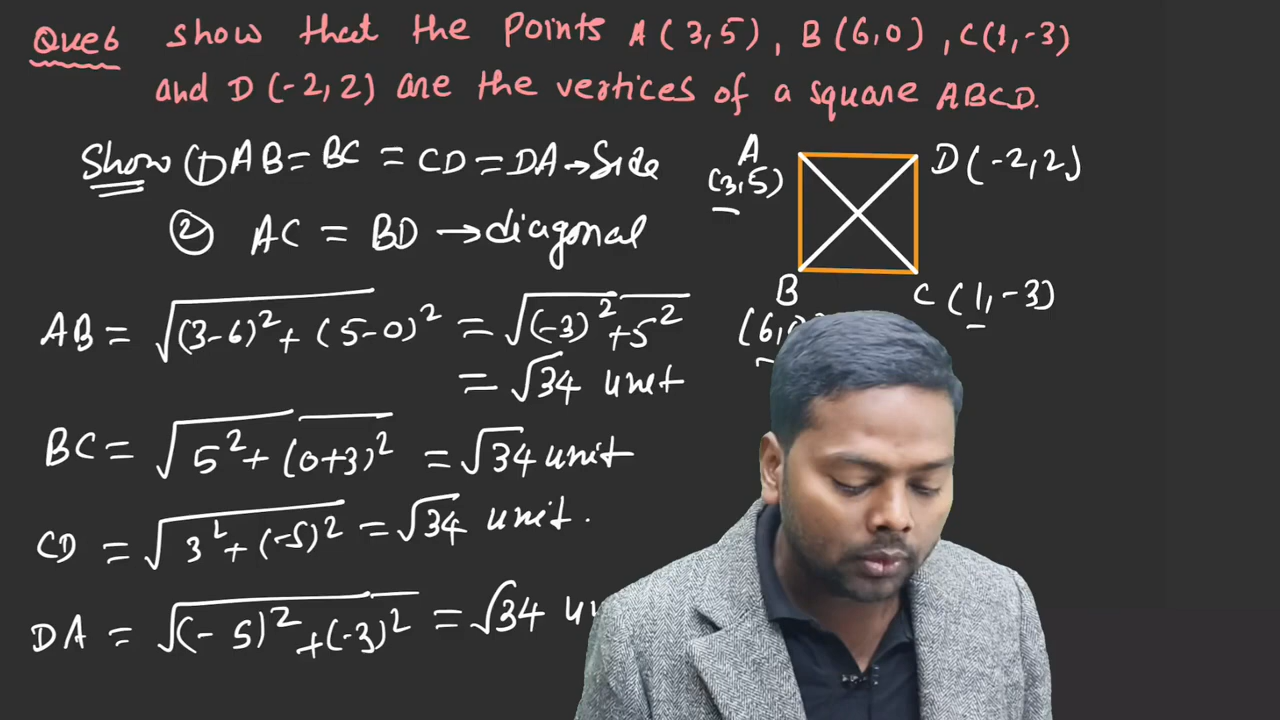 Que6 show that the points A(3,5), B(6,0), C(1,-3)
and D(-2,2) are the vertices of a square ABCD.
Show ① AB = BC = CD = DA → Side
② AC = BD → diagonal
A
(3,5)
D(-2,2)
B
(6,0
C(1,-3)
AB = √(3-6)²+(5-0)² = √(-3)²+5²
= √34 unit
BC = √5²+(0+3)² = √34 unit
CD = √3²+(-5)² = √34 unit.
DA = √(-5)²+(-3)² = √34 u